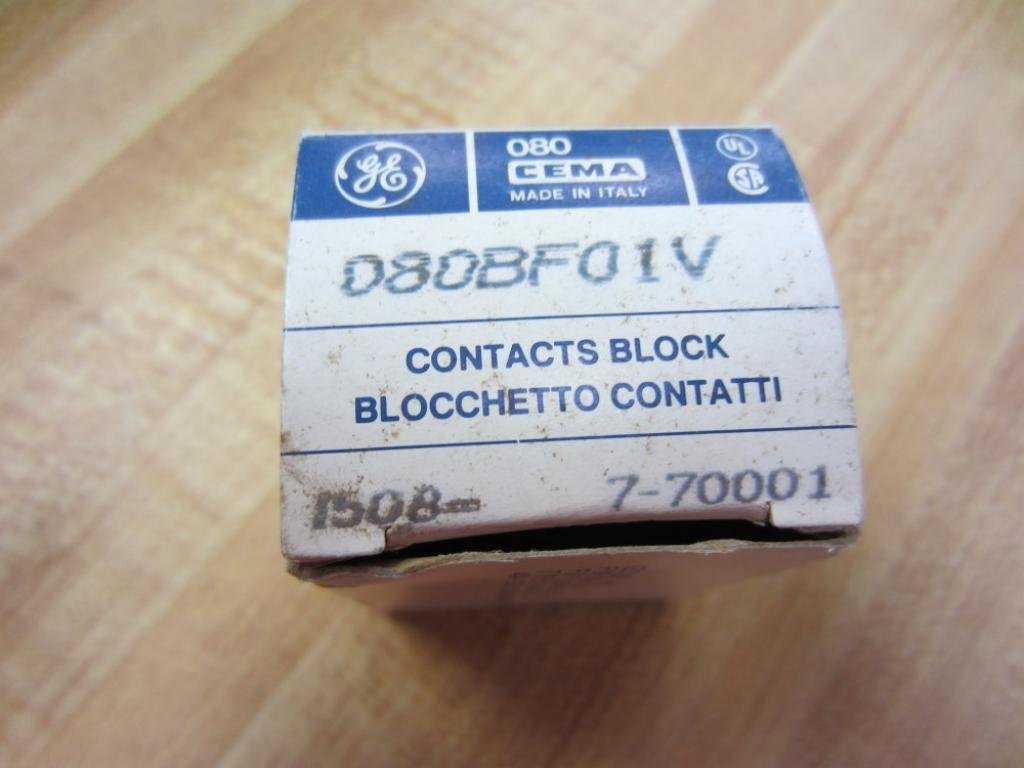 GE
080
CEMA
MADE IN ITALY
UL
SA
080BF01V
CONTACTS BLOCK
BLOCCHETTO CONTATTI
1508- 7-70001